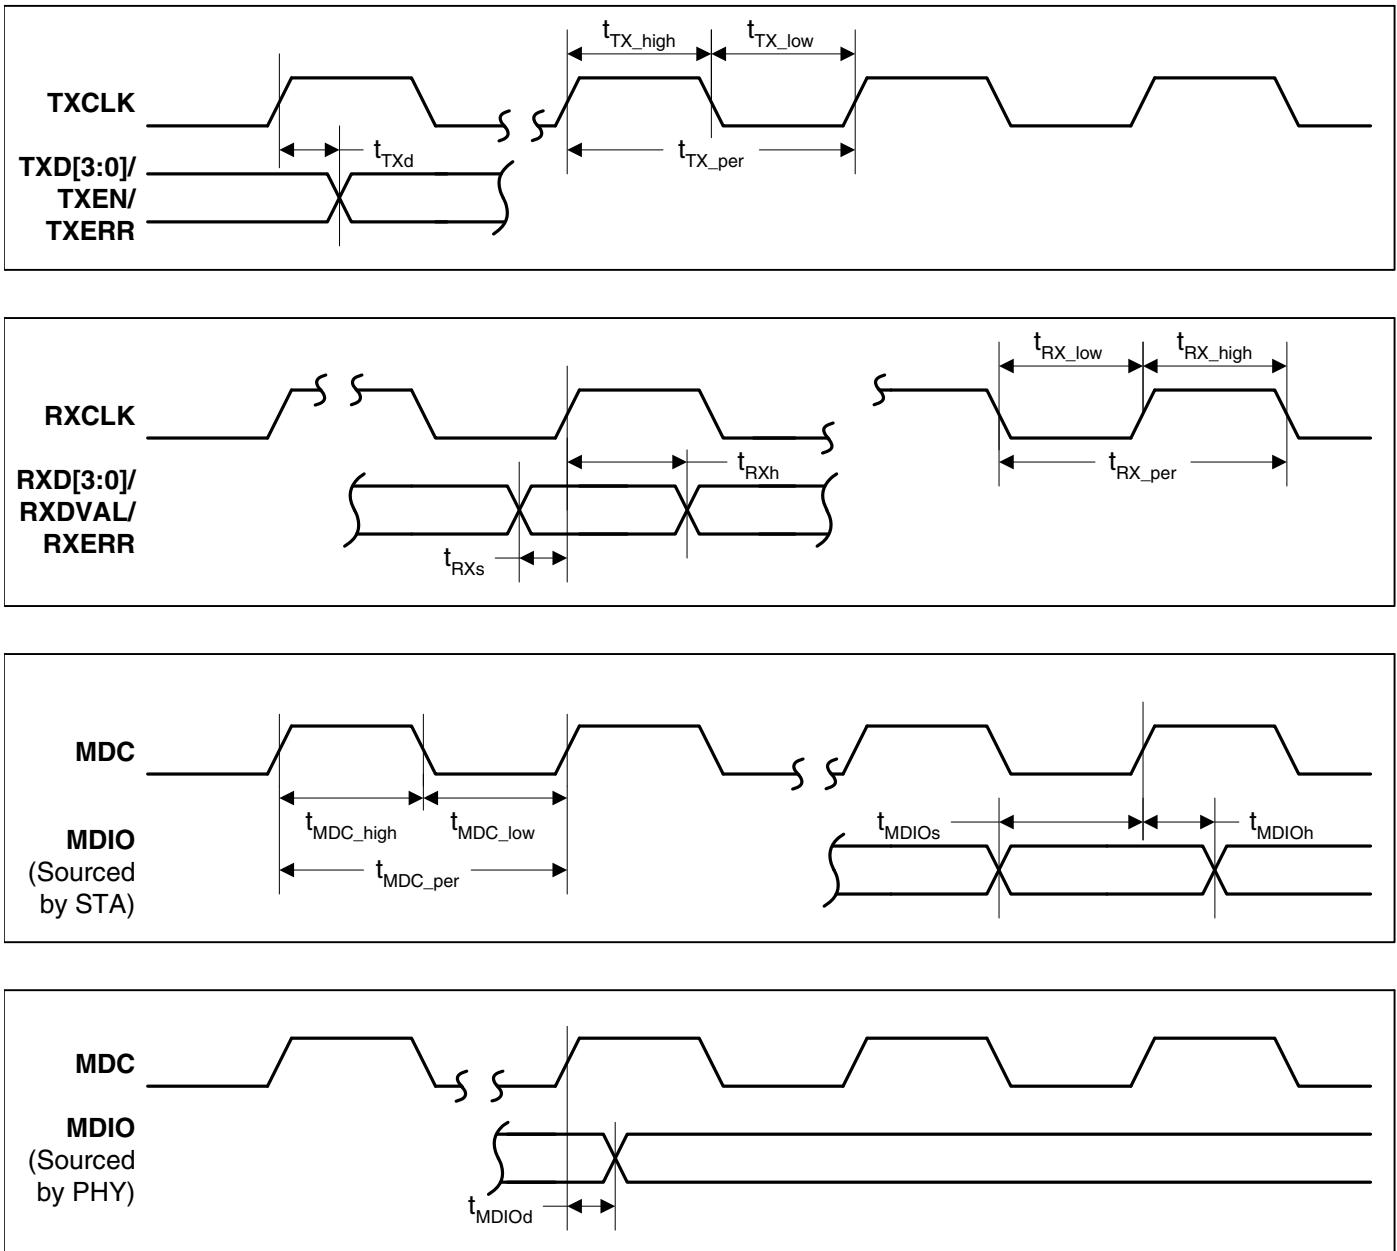 t_TX_high
t_TX_low
TXCLK
t_TXd
t_TX_per
TXD[3:0]/
TXEN/
TXERR
t_RX_low
t_RX_high
RXCLK
t_RXh
t_RX_per
RXD[3:0]/
RXDVAL/
RXERR
t_RXs
MDC
t_MDC_high
t_MDC_low
t_MDIOs
t_MDIOh
MDIO
(Sourced
by STA)
t_MDC_per
MDC
MDIO
(Sourced
by PHY)
t_MDIOd